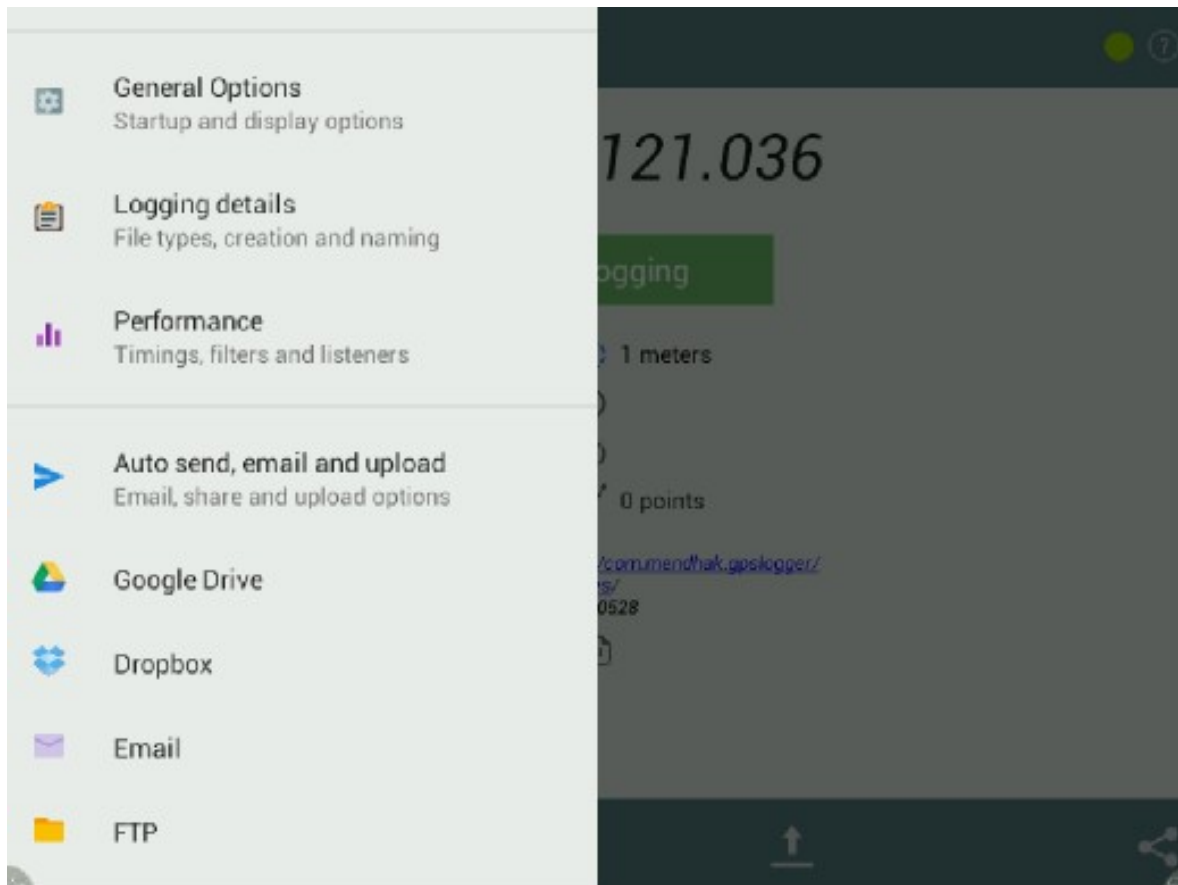 General Options
Startup and display options
Logging details
File types, creation and naming
Performance
Timings, filters and listeners
Auto send, email and upload
Email, share and upload options
Google Drive
Dropbox
Email
FTP
?
121.036
ogging
1 meters
0 points
/com.mendhak.gpslogger/
s/
0528